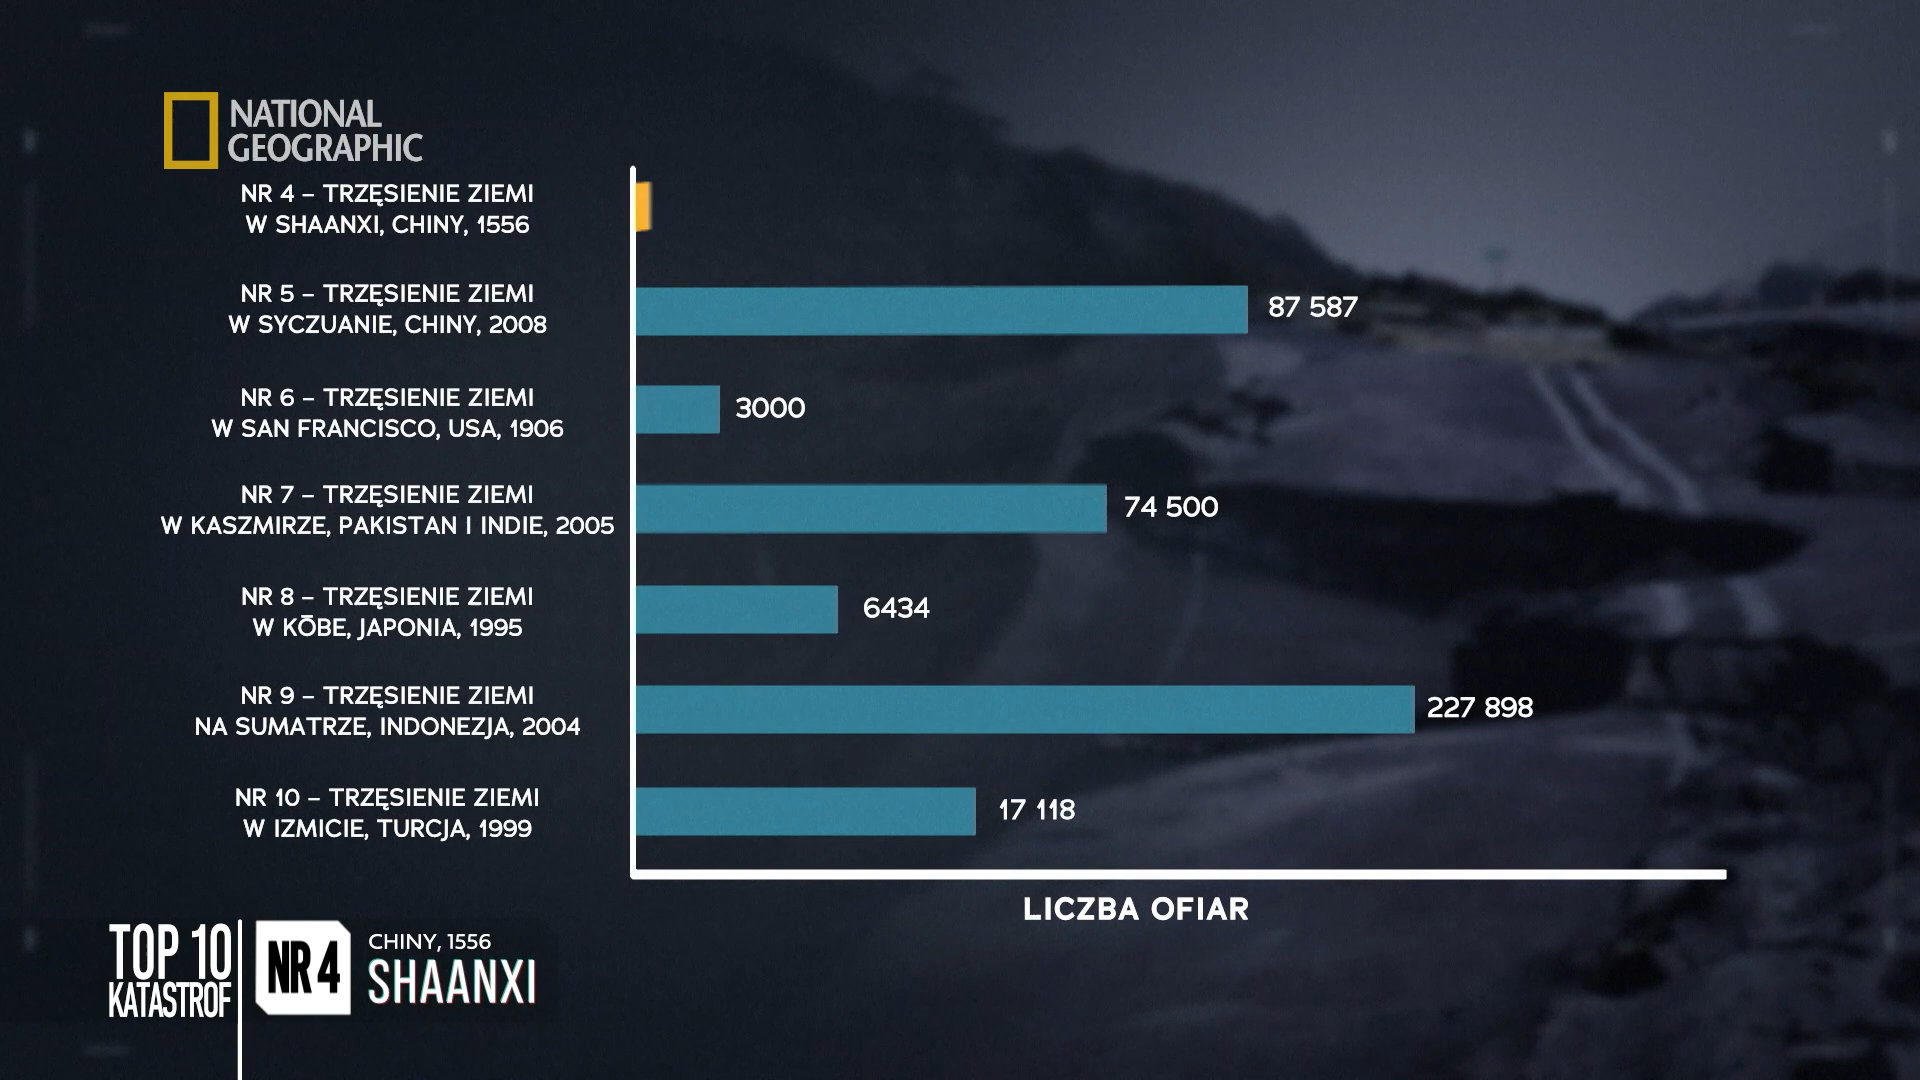 NATIONAL
GEOGRAPHIC
NR 4 – TRZĘSIENIE ZIEMI
W SHAANXI, CHINY, 1556
NR 5 – TRZĘSIENIE ZIEMI
W SYCZUANIE, CHINY, 2008
87 587
NR 6 – TRZĘSIENIE ZIEMI
W SAN FRANCISCO, USA, 1906
3000
NR 7 – TRZĘSIENIE ZIEMI
W KASZMIRZE, PAKISTAN I INDIE, 2005
74 500
NR 8 – TRZĘSIENIE ZIEMI
W KŌBE, JAPONIA, 1995
6434
NR 9 – TRZĘSIENIE ZIEMI
NA SUMATRZE, INDONEZJA, 2004
227 898
NR 10 – TRZĘSIENIE ZIEMI
W IZMICIE, TURCJA, 1999
17 118
LICZBA OFIAR
TOP 10
KATASTROF
NR 4
CHINY, 1556
SHAANXI